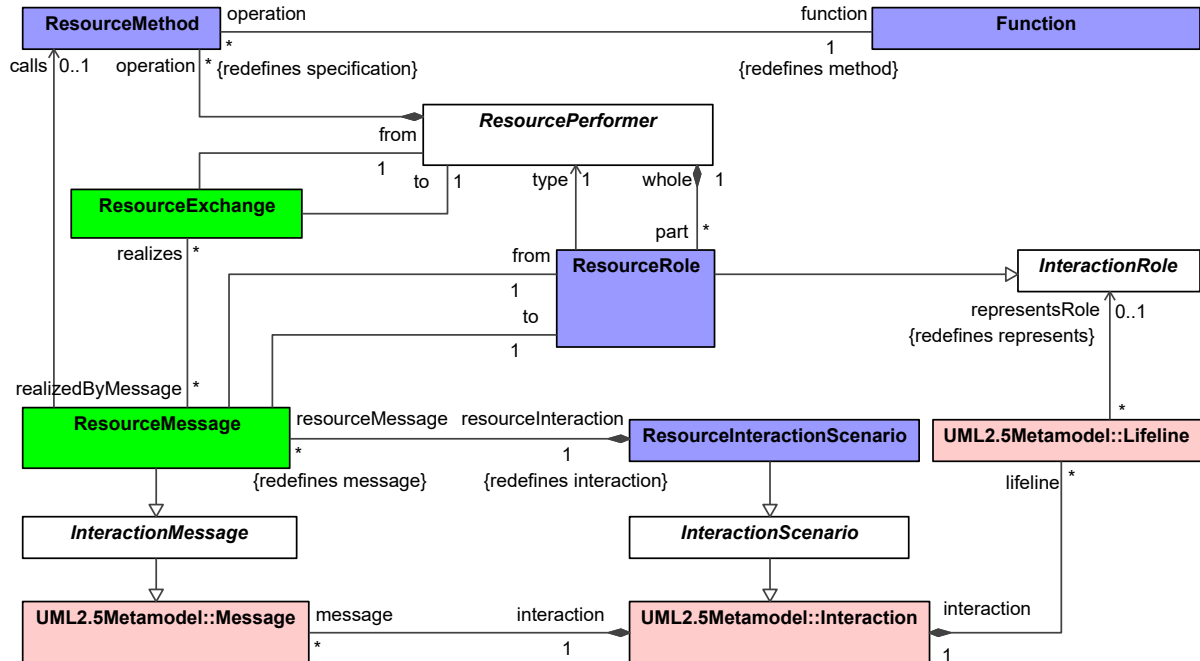 ResourceMethod
operation
function
Function
*
1
calls
0..1
operation
*
{redefines specification}
{redefines method}
ResourcePerformer
from
1
to
1
type
1
whole
1
ResourceExchange
realizes
*
part
*
from
1
ResourceRole
InteractionRole
to
1
representsRole
0..1
{redefines represents}
realizedByMessage
*
ResourceMessage
resourceMessage
resourceInteraction
*
1
{redefines message}
{redefines interaction}
ResourceInteractionScenario
*
UML2.5Metamodel::Lifeline
lifeline
*
InteractionMessage
InteractionScenario
UML2.5Metamodel::Message
message
interaction
*
1
UML2.5Metamodel::Interaction
interaction
1